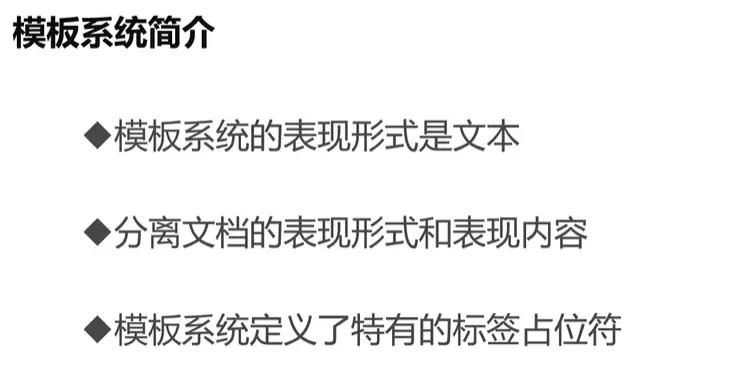 模板系统简介
◆模板系统的表现形式是文本
◆分离文档的表现形式和表现内容
◆模板系统定义了特有的标签占位符